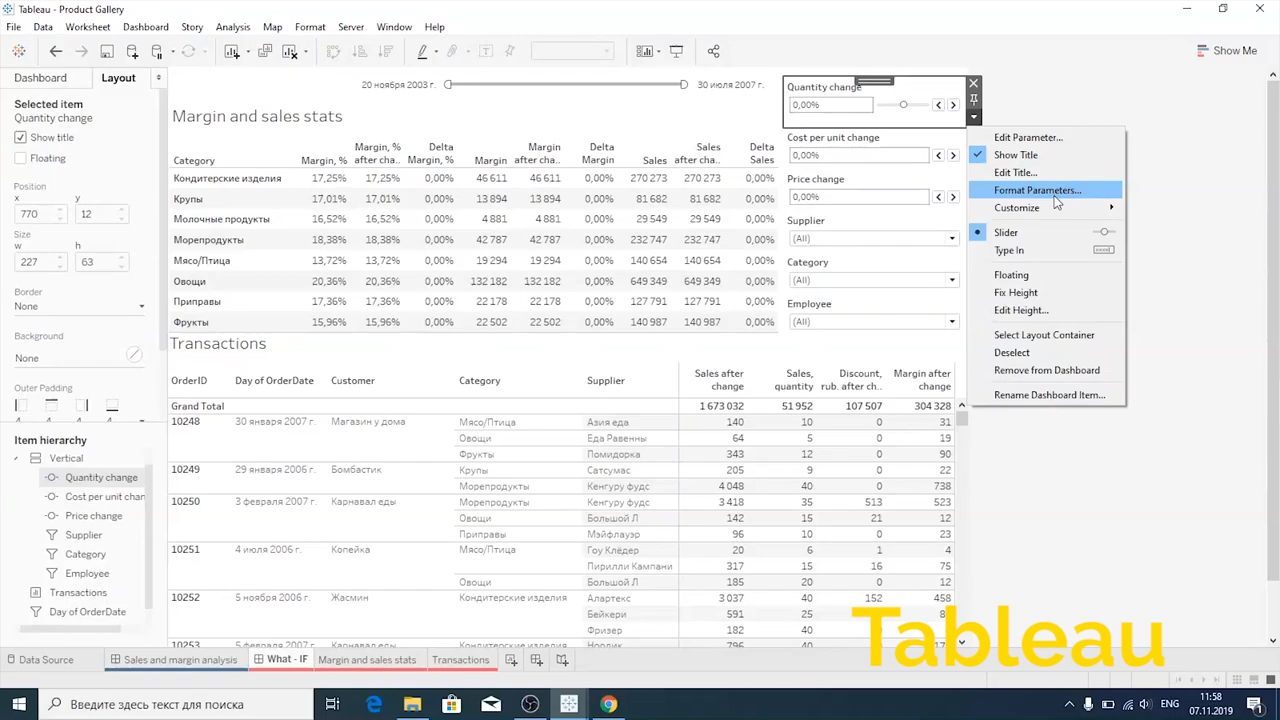 Tableau - Product Gallery
File Data Worksheet Dashboard Story Analysis Map Format Server Window Help
Show Me
Dashboard Layout
Selected item
Quantity change
Show title
Floating
Position
x y
770 12
Size
w h
227 63
Border
None
Background
None
Outer Padding
Item hierarchy
Vertical
Quantity change
Cost per unit chan
Price change
Supplier
Category
Employee
Transactions
Day of OrderDate
20 ноября 2003 г. 30 июля 2007 г.
Margin and sales stats
Category Margin, % Margin, % after cha.. Delta Margin, % Margin Margin after cha.. Delta Margin Sales Sales after cha.. Delta Sales
Кондитерские изделия 17,25% 17,25% 0,00% 46 611 46 611 0,00% 270 273 270 273 0,00%
Крупы 17,01% 17,01% 0,00% 13 894 13 894 0,00% 81 682 81 682 0,00%
Молочные продукты 16,52% 16,52% 0,00% 4 881 4 881 0,00% 29 540 29 540 0,00%
Морепродукты 18,38% 18,38% 0,00% 42 787 42 787 0,00% 232 747 232 747 0,00%
Мясо/Птица 13,72% 13,72% 0,00% 19 294 19 294 0,00% 140 654 140 654 0,00%
Овощи 20,36% 20,36% 0,00% 132 182 132 182 0,00% 649 349 649 349 0,00%
Приправы 17,36% 17,36% 0,00% 22 178 22 178 0,00% 127 791 127 791 0,00%
Фрукты 15,96% 15,96% 0,00% 22 502 22 502 0,00% 140 987 140 987 0,00%
Quantity change
0,00%
Cost per unit change
0,00%
Price change
0,00%
Supplier
(All)
Category
(All)
Employee
(All)
Edit Parameter...
Show Title
Edit Title...
Format Parameters...
Customize
Slider
Type In
Floating
Fix Height
Edit Height...
Select Layout Container
Deselect
Remove from Dashboard
Rename Dashboard Item...
Transactions
OrderID Day of OrderDate Customer Category Supplier Sales after change Sales, quantity Discount, rub. after ch.. Margin after change
Grand Total 1 673 032 51 952 107 507 304 328
10248 30 января 2006 г. Магазин у дома Мясо/Птица Азия еда 140 10 0 31
Овощи Еда Равенны 64 5 0 19
Фрукты Помидорка 343 12 0 90
10249 29 января 2006 г. Бомбастик Крупы Сатсумас 205 9 0 22
Морепродукты Кенгуру фудс 4 048 40 0 738
10250 3 февраля 2007 г. Карнавал еды Морепродукты Кенгуру фудс 3 418 35 513 523
Овощи Большой Л 142 15 21 12
Приправы Мэйфлауэр 96 10 0 23
10251 4 июля 2006 г. Копейка Мясо/Птица Гоу Клёдер 20 6 1 4
Пирилли Кампани 317 15 16 75
Овощи Большой Л 185 20 0 12
10252 5 ноября 2006 г. Жасмин Кондитерские изделия Алартекс 3 037 40 152 458
Бейкери 591 25
Фризер 182 40
Tableau
Data Source Sales and margin analysis What - IF Margin and sales stats Transactions
Введите здесь текст для поиска
ENG
11:58
07.11.2019